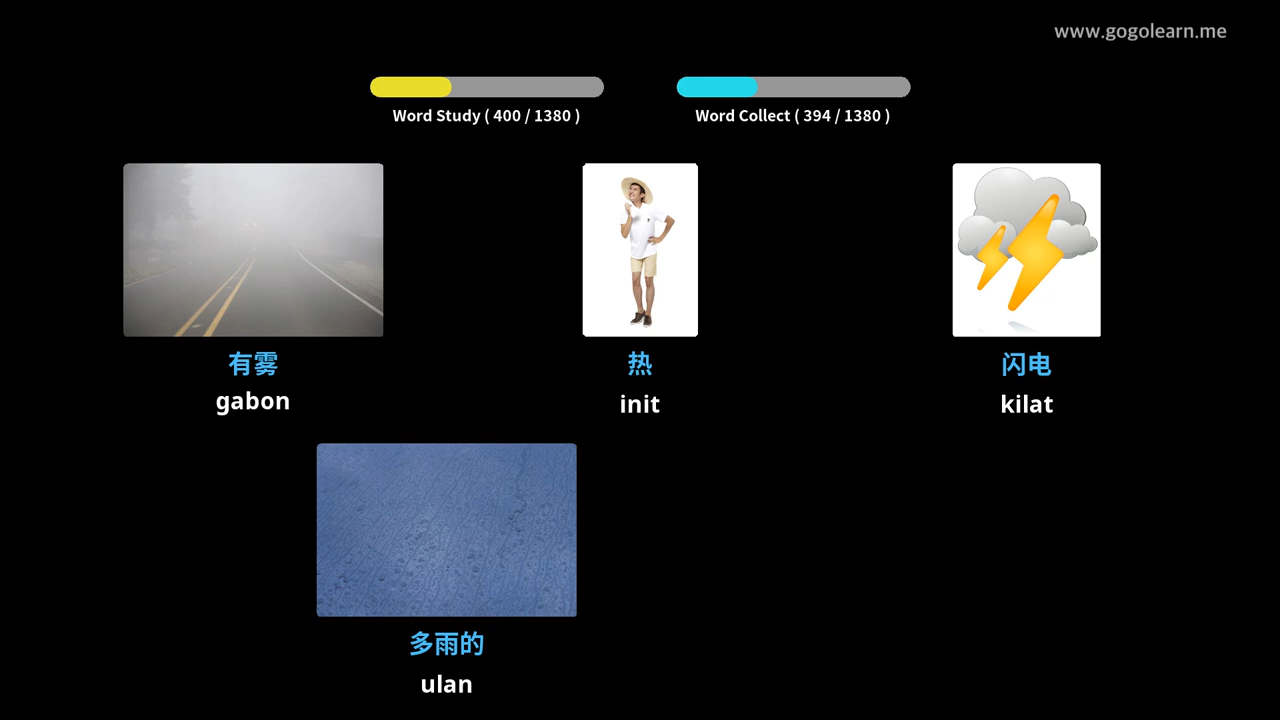 www.gogolearn.me
Word Study ( 400 / 1380 )
Word Collect ( 394 / 1380 )
有雾
gabon
热
init
闪电
kilat
多雨的
ulan